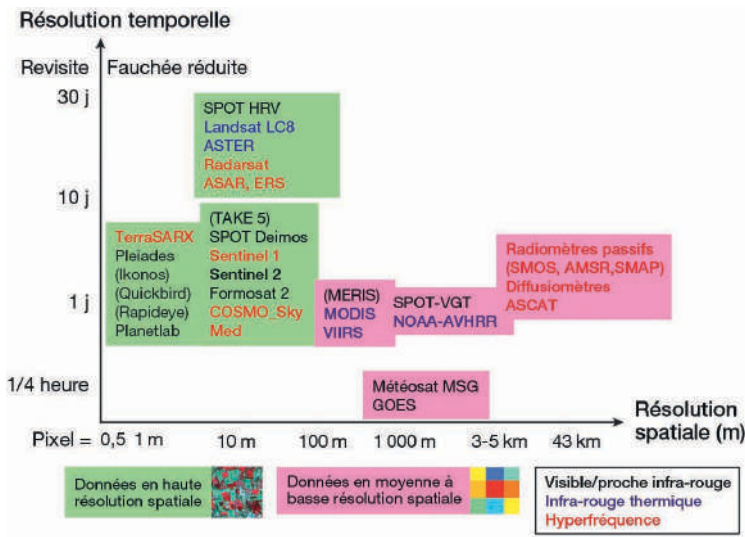 Résolution temporelle
Revisite
Fauchée réduite
30 j
SPOT HRV
Landsat LC8
ASTER
Radarsat
ASAR, ERS
10 j
(TAKE 5)
SPOT Deimos
Sentinel 1
Sentinel 2
Formosat 2
COSMO_Sky
Med
TerraSARX
Pleiades
(Ikonos)
(Quickbird)
(Rapideye)
Planetlab
1 j
(MERIS)
MODIS
VIIRS
SPOT-VGT
NOAA-AVHRR
Radiomètres passifs
(SMOS, AMSR,SMAP)
Diffusiomètres
ASCAT
1/4 heure
Météosat MSG
GOES
Résolution
spatiale (m)
Pixel = 0,5 1 m 10 m 100 m 1 000 m 3-5 km 43 km
Données en haute
résolution spatiale
Données en moyenne à
basse résolution spatiale
Visible/proche infra-rouge
Infra-rouge thermique
Hyperfréquence